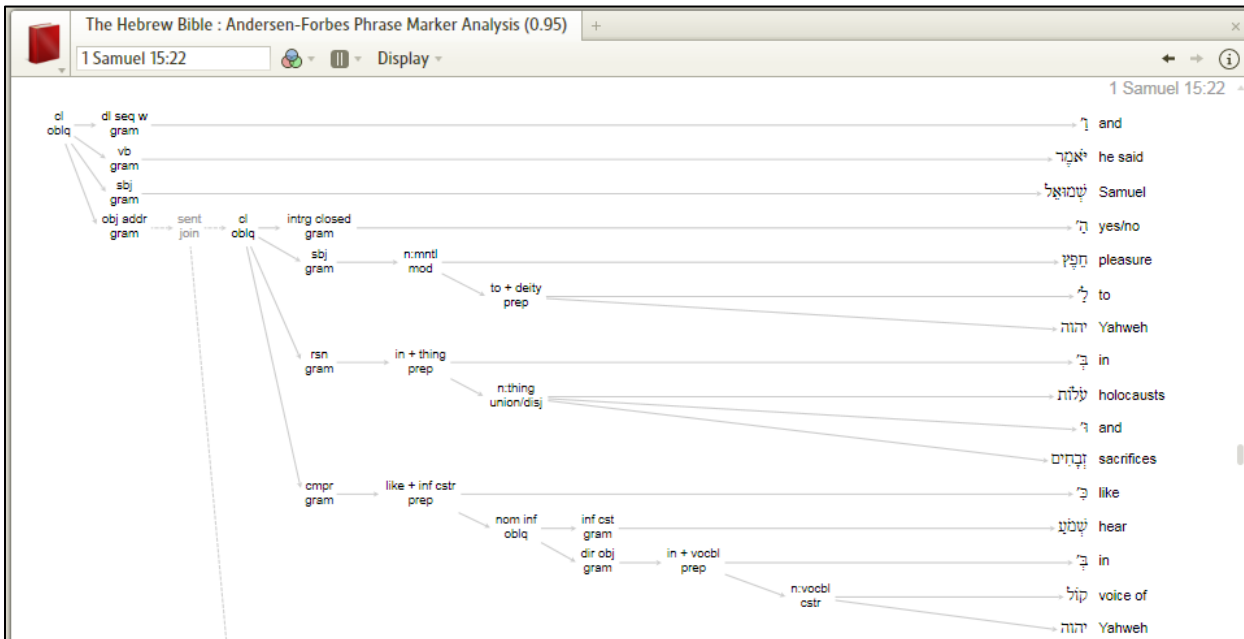 The Hebrew Bible : Andersen-Forbes Phrase Marker Analysis (0.95)
1 Samuel 15:22 Display
1 Samuel 15:22
cl dl seq w
oblq gram וַ' and
vb
gram יֹּאמֶר he said
sbj
gram שְׁמוּאֵל Samuel
obj addr sent cl intrg closed
gram join oblq gram הַ' yes/no
sbj n:mntl
gram mod חֵפֶץ pleasure
to + deity
prep לַ' to
יהוה Yahweh
rsn in + thing
gram prep בְּ' in
n:thing
union/disj עֹלוֹת holocausts
וּ' and
זְבָחִים sacrifices
cmpr like + inf cstr
gram prep כִּ' like
nom inf inf cst
oblq gram שְׁמֹעַ hear
dir obj in + vocbl
gram prep בְּ' in
n:vocbl
cstr קוֹל voice of
יהוה Yahweh